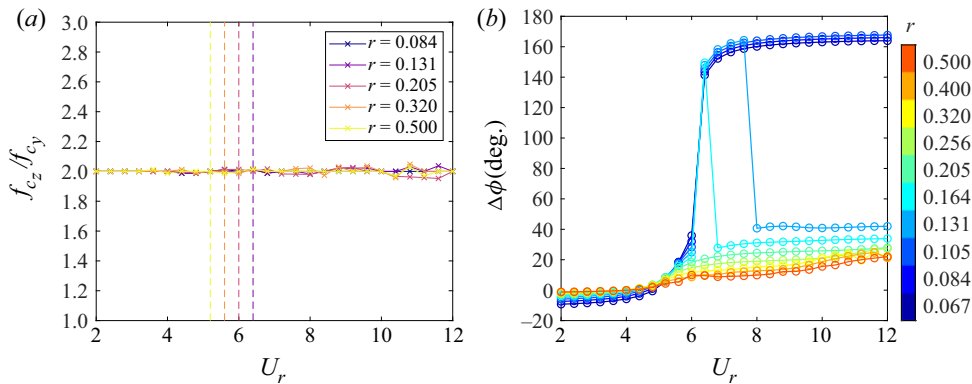 (a)
3.0
2.8
2.6
2.4
2.2
2.0
1.8
1.6
1.4
1.2
1.0
f_{c_z}/f_{c_y}
2 4 6 8 10 12
U_r
r = 0.084
r = 0.131
r = 0.205
r = 0.320
r = 0.500
(b)
180
160
140
120
100
80
60
40
20
0
−20
Δϕ(deg.)
2 4 6 8 10 12
U_r
r
0.500
0.400
0.320
0.256
0.205
0.164
0.131
0.105
0.084
0.067